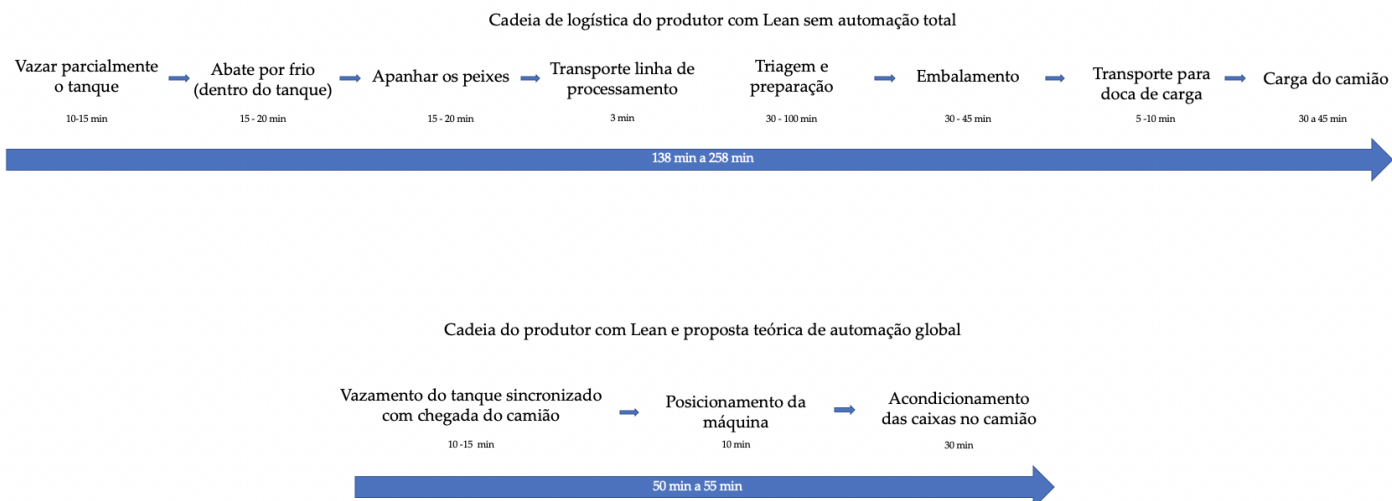 Cadeia de logística do produtor com Lean sem automação total
Vazar parcialmente
o tanque
10-15 min
Abate por frio
(dentro do tanque)
15 - 20 min
Apanhar os peixes
15 - 20 min
Transporte linha de
processamento
3 min
Triagem e
preparação
30 - 100 min
Embalamento
30 - 45 min
Transporte para
doca de carga
5 -10 min
Carga do camião
30 a 45 min
138 min a 258 min
Cadeia do produtor com Lean e proposta teórica de automação global
Vazamento do tanque sincronizado
com chegada do camião
10 -15 min
Posicionamento da
máquina
10 min
Acondicionamento
das caixas no camião
30 min
50 min a 55 min